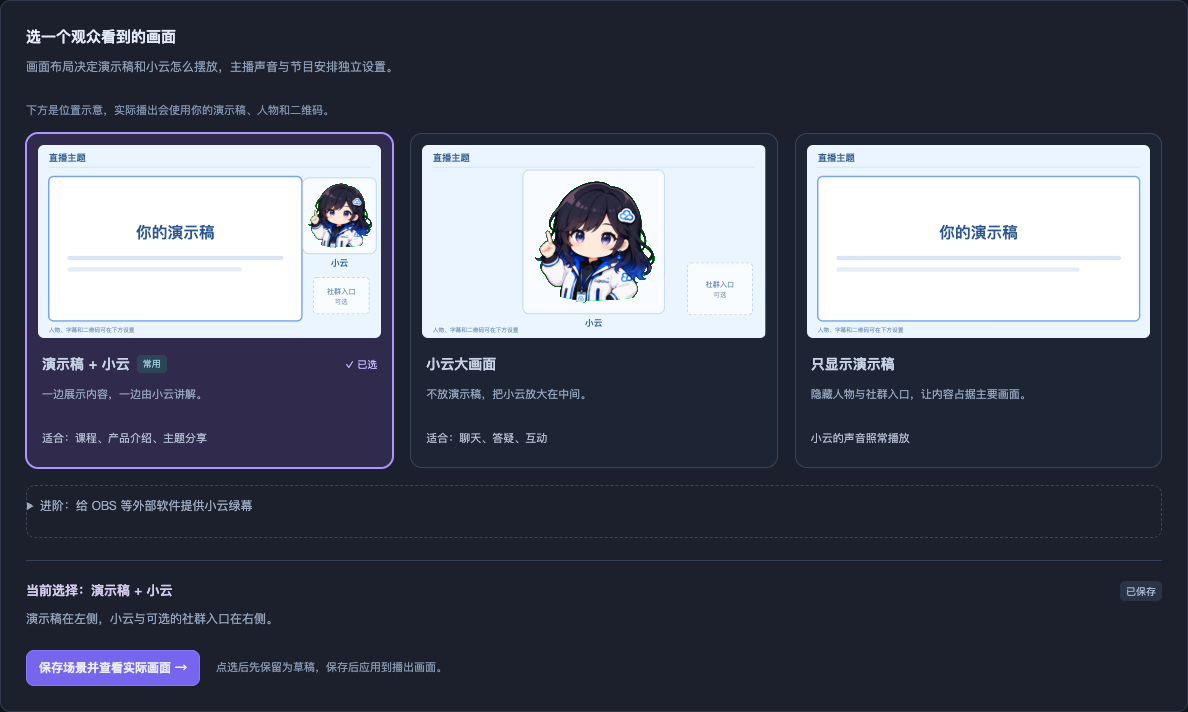 选一个观众看到的画面
画面布局决定演示稿和小云怎么摆放，主播声音与节目安排独立设置。
下方是位置示意，实际播出会使用你的演示稿、人物和二维码。
直播主题
你的演示稿
小云
社群入口
可选
人物、字幕和二维码可在下方设置
演示稿 + 小云 常用 ✓ 已选
一边展示内容，一边由小云讲解。
适合：课程、产品介绍、主题分享
直播主题
社群入口
可选
小云
人物、字幕和二维码可在下方设置
小云大画面
不放演示稿，把小云放大在中间。
适合：聊天、答疑、互动
直播主题
你的演示稿
人物、字幕和二维码可在下方设置
只显示演示稿
隐藏人物与社群入口，让内容占据主要画面。
小云的声音照常播放
▶ 进阶：给 OBS 等外部软件提供小云绿幕
当前选择：演示稿 + 小云 已保存
演示稿在左侧，小云与可选的社群入口在右侧。
保存场景并查看实际画面 → 点选后先保留为草稿，保存后应用到播出画面。